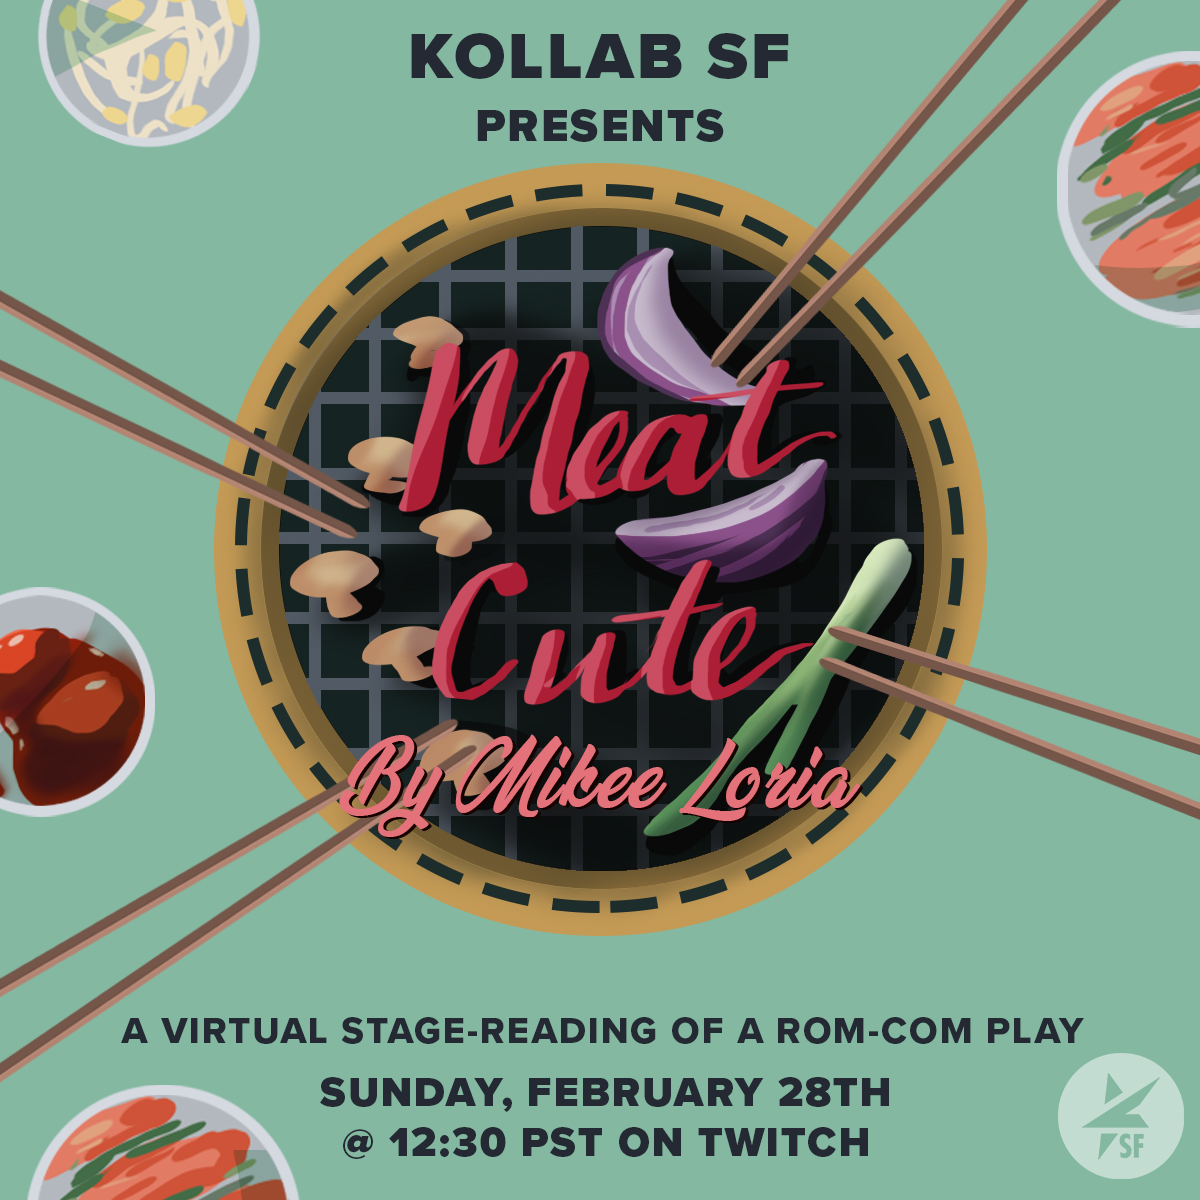 KOLLAB SF
PRESENTS
Meat
Cute
By Mikee Loria
A VIRTUAL STAGE-READING OF A ROM-COM PLAY
SUNDAY, FEBRUARY 28TH
@ 12:30 PST ON TWITCH
SF